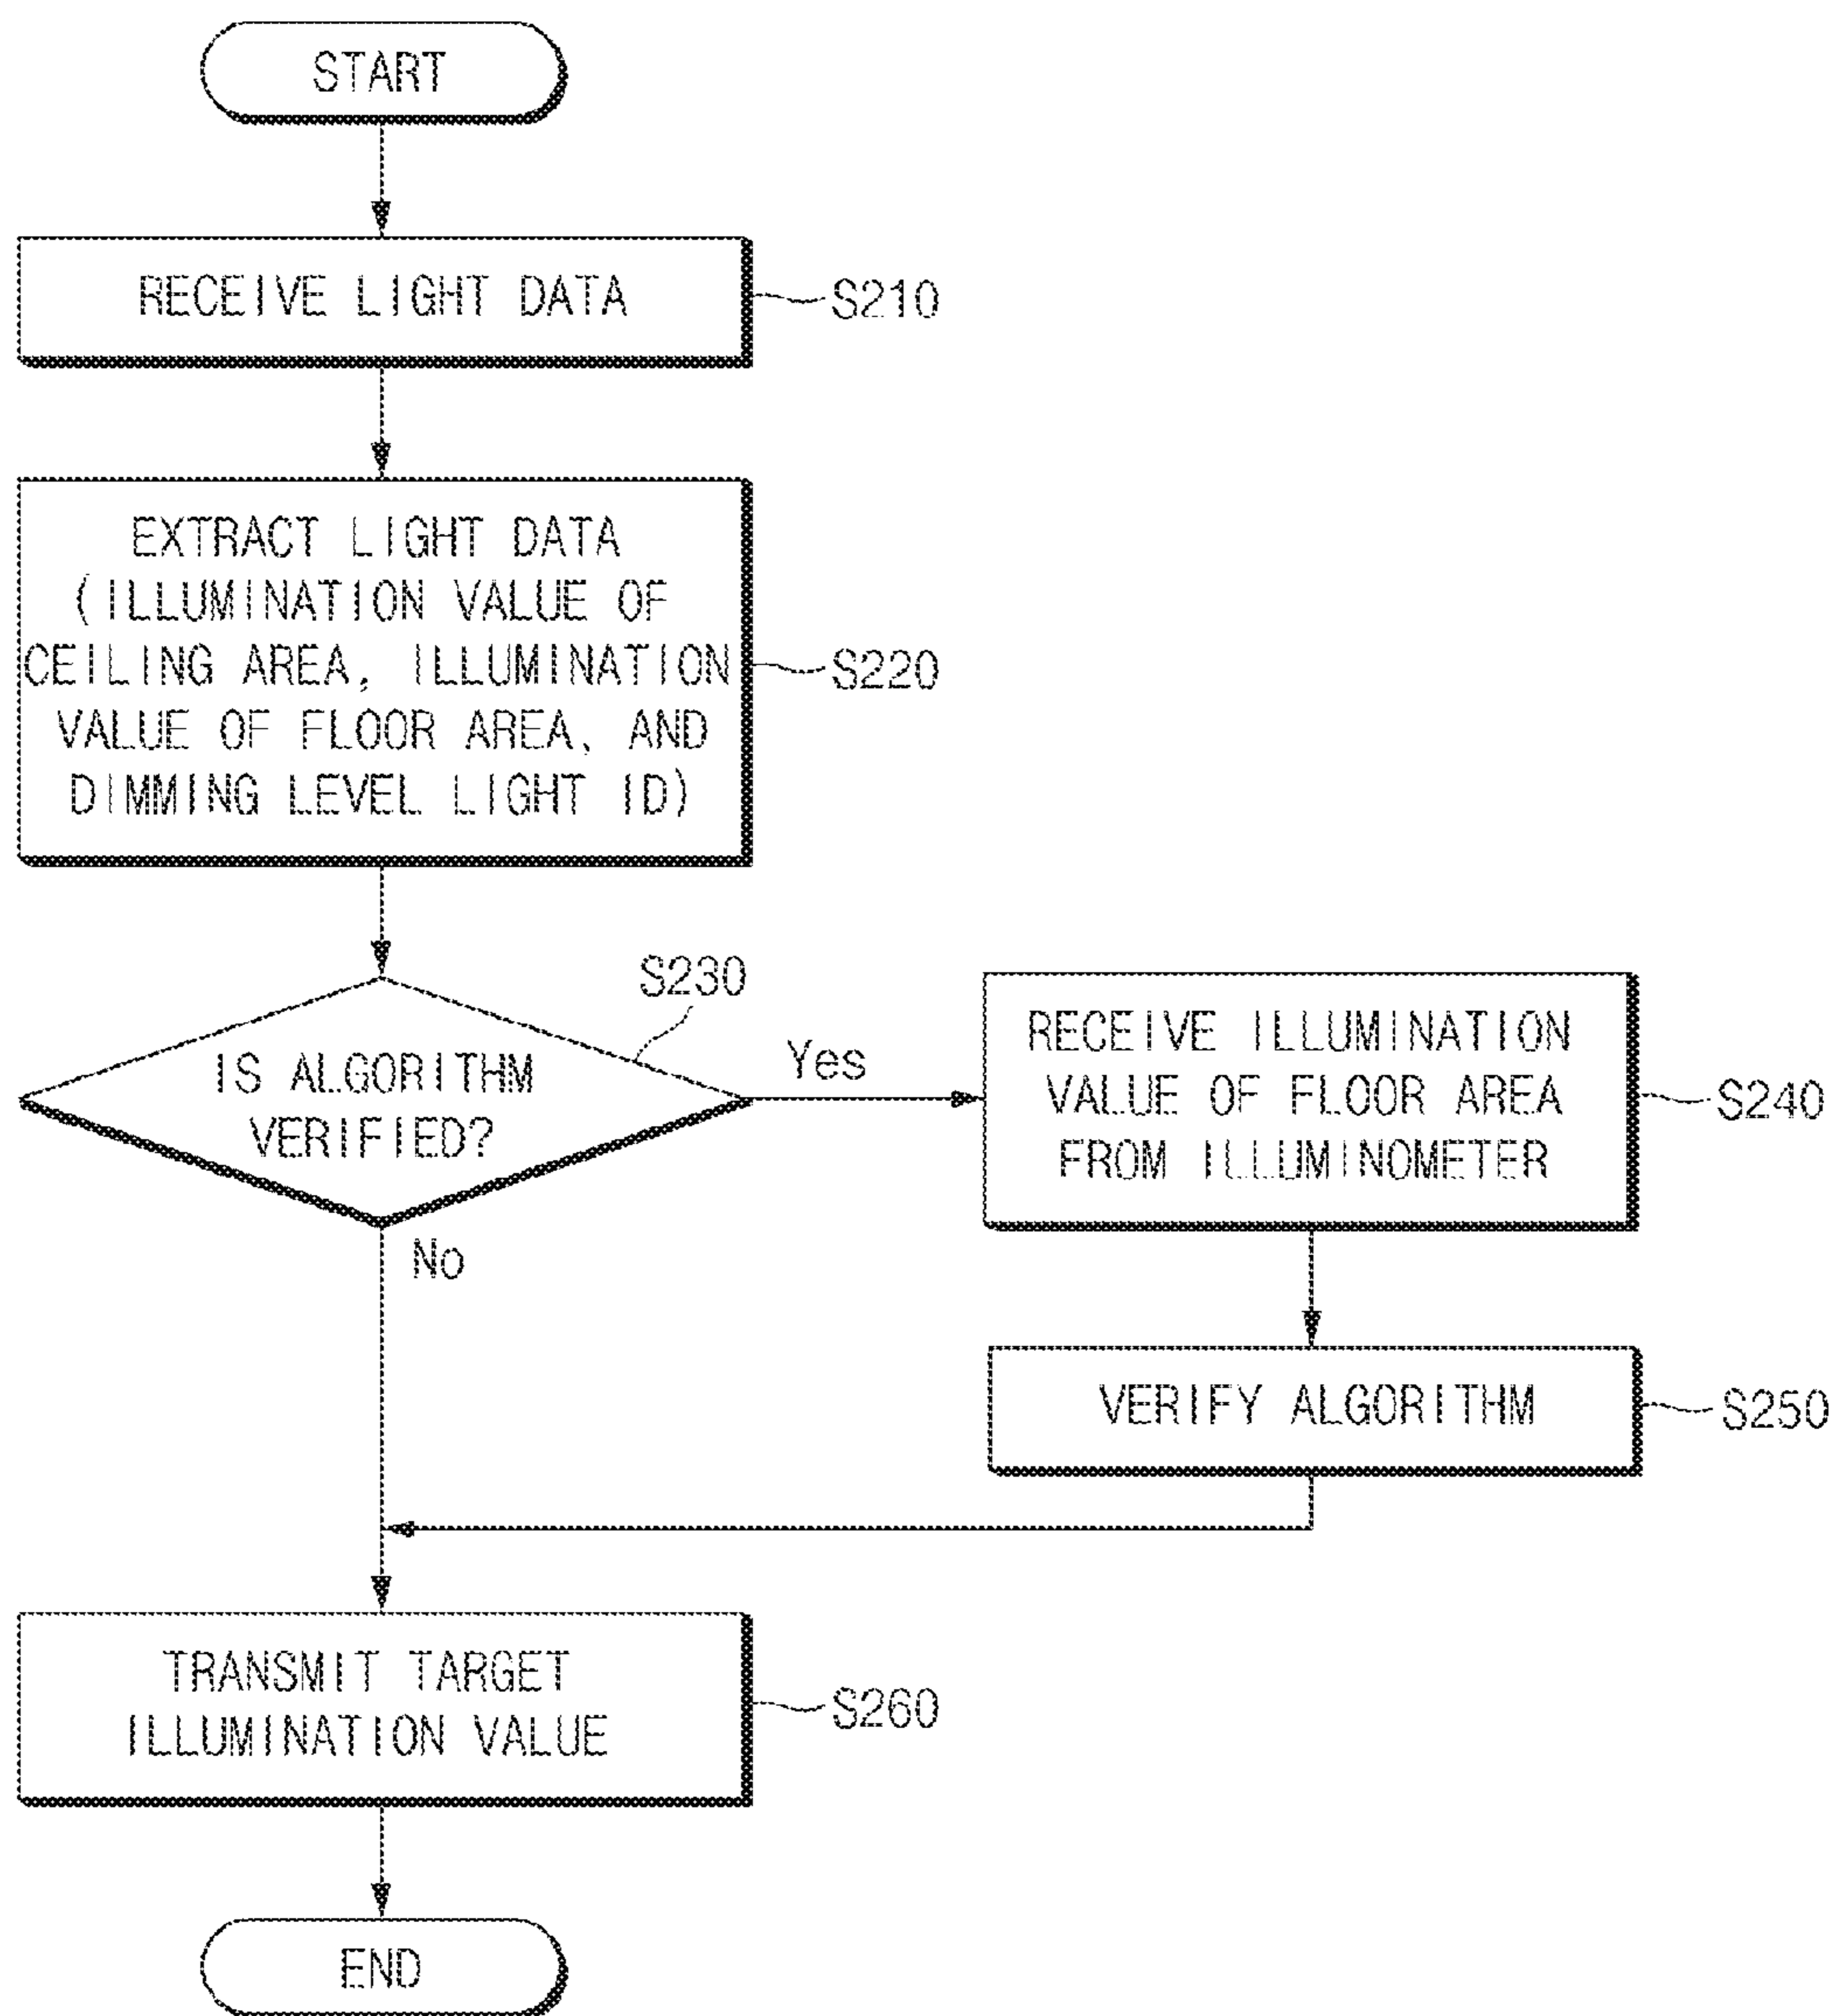 START
RECEIVE LIGHT DATA
S210
EXTRACT LIGHT DATA
(ILLUMINATION VALUE OF
CEILING AREA, ILLUMINATION
VALUE OF FLOOR AREA, AND
DIMMING LEVEL LIGHT ID)
S220
S230
IS ALGORITHM
VERIFIED?
Yes
No
RECEIVE ILLUMINATION
VALUE OF FLOOR AREA
FROM ILLUMINOMETER
S240
VERIFY ALGORITHM
S250
TRANSMIT TARGET
ILLUMINATION VALUE
S260
END